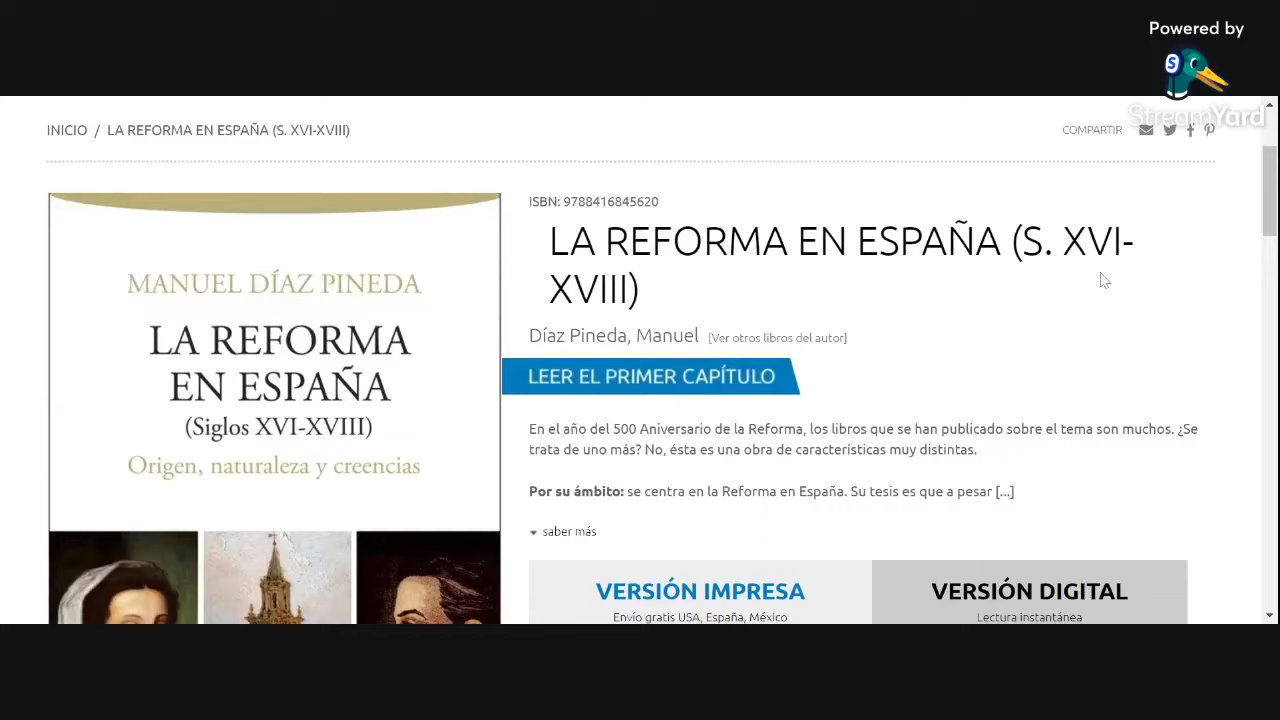 Powered by
StreamYard
INICIO / LA REFORMA EN ESPAÑA (S. XVI-XVIII)
COMPARTIR
ISBN: 9788416845620
LA REFORMA EN ESPAÑA (S. XVI-
XVIII)
Díaz Pineda, Manuel [Ver otros libros del autor]
LEER EL PRIMER CAPÍTULO
En el año del 500 Aniversario de la Reforma, los libros que se han publicado sobre el tema son muchos. ¿Se
trata de uno más? No, ésta es una obra de características muy distintas.
Por su ámbito: se centra en la Reforma en España. Su tesis es que a pesar [...]
saber más
VERSIÓN IMPRESA
Envío gratis USA, España, México
VERSIÓN DIGITAL
Lectura instantánea
MANUEL DÍAZ PINEDA
LA REFORMA
EN ESPAÑA
(Siglos XVI-XVIII)
Origen, naturaleza y creencias